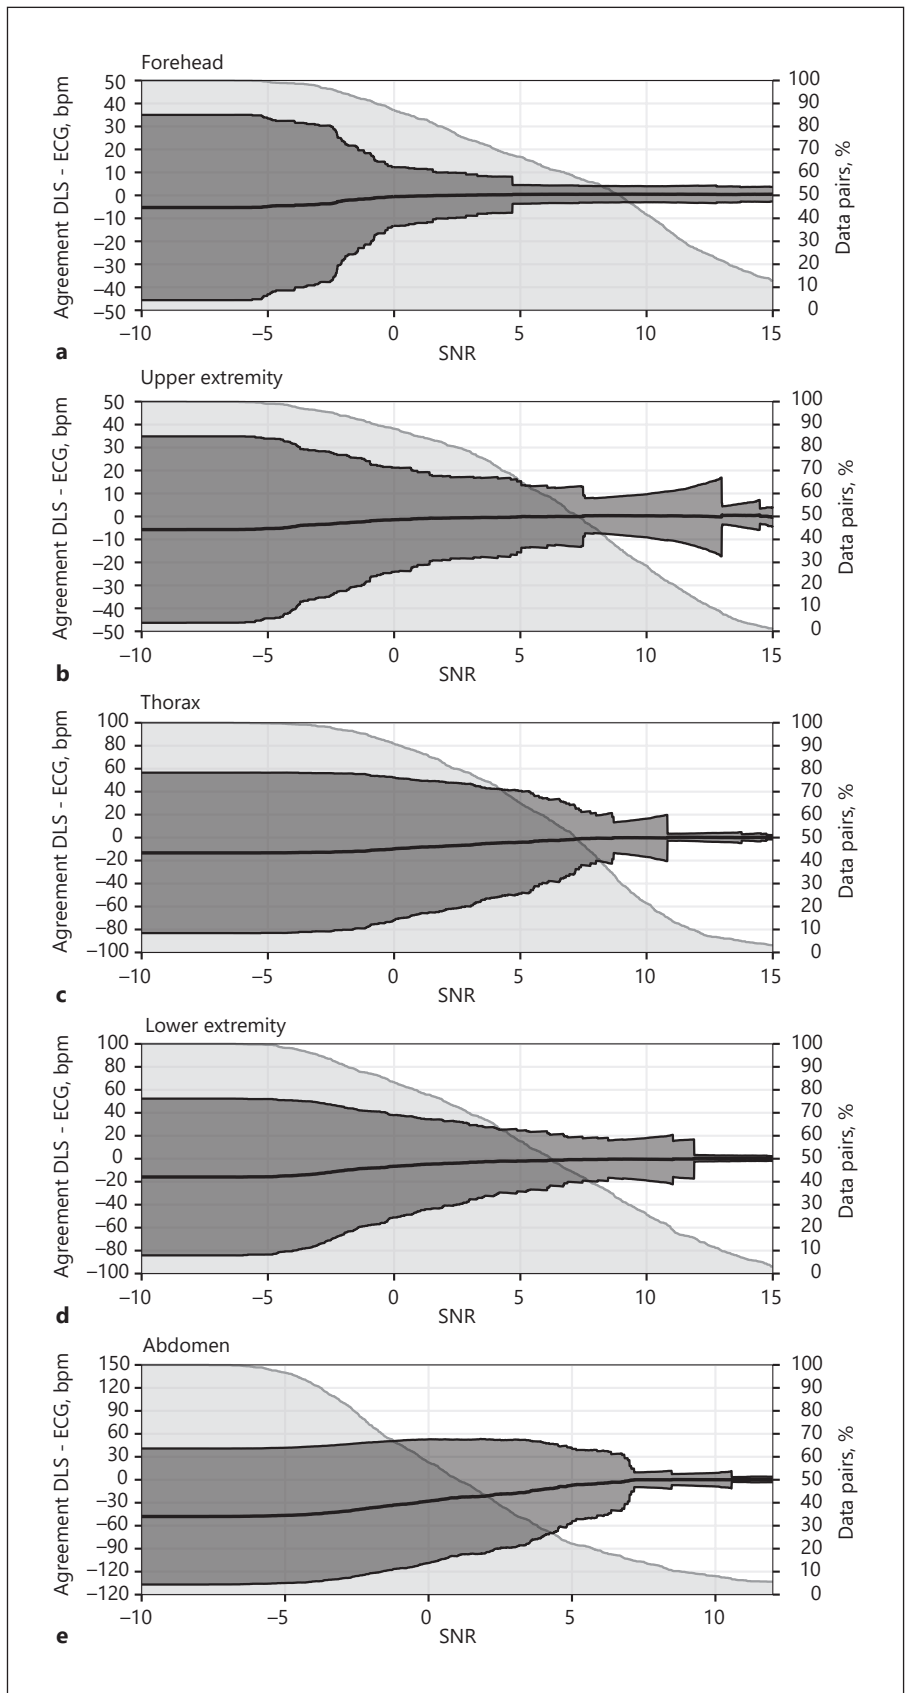 Forehead
Agreement DLS - ECG, bpm
50 40 30 20 10 0 −10 −20 −30 −40 −50
100 90 80 70 60 50 40 30 20 10 0
Data pairs, %
−10 −5 0 5 10 15
SNR
a
Upper extremity
Agreement DLS - ECG, bpm
50 40 30 20 10 0 −10 −20 −30 −40 −50
100 90 80 70 60 50 40 30 20 10 0
Data pairs, %
−10 −5 0 5 10 15
SNR
b
Thorax
Agreement DLS - ECG, bpm
100 80 60 40 20 0 −20 −40 −60 −80 −100
100 90 80 70 60 50 40 30 20 10 0
Data pairs, %
−10 −5 0 5 10 15
SNR
c
Lower extremity
Agreement DLS - ECG, bpm
100 80 60 40 20 0 −20 −40 −60 −80 −100
100 90 80 70 60 50 40 30 20 10 0
Data pairs, %
−10 −5 0 5 10 15
SNR
d
Abdomen
Agreement DLS - ECG, bpm
150 120 90 60 30 0 −30 −60 −90 −120 −120
100 90 80 70 60 50 40 30 20 10 0
Data pairs, %
−10 −5 0 5 10
SNR
e